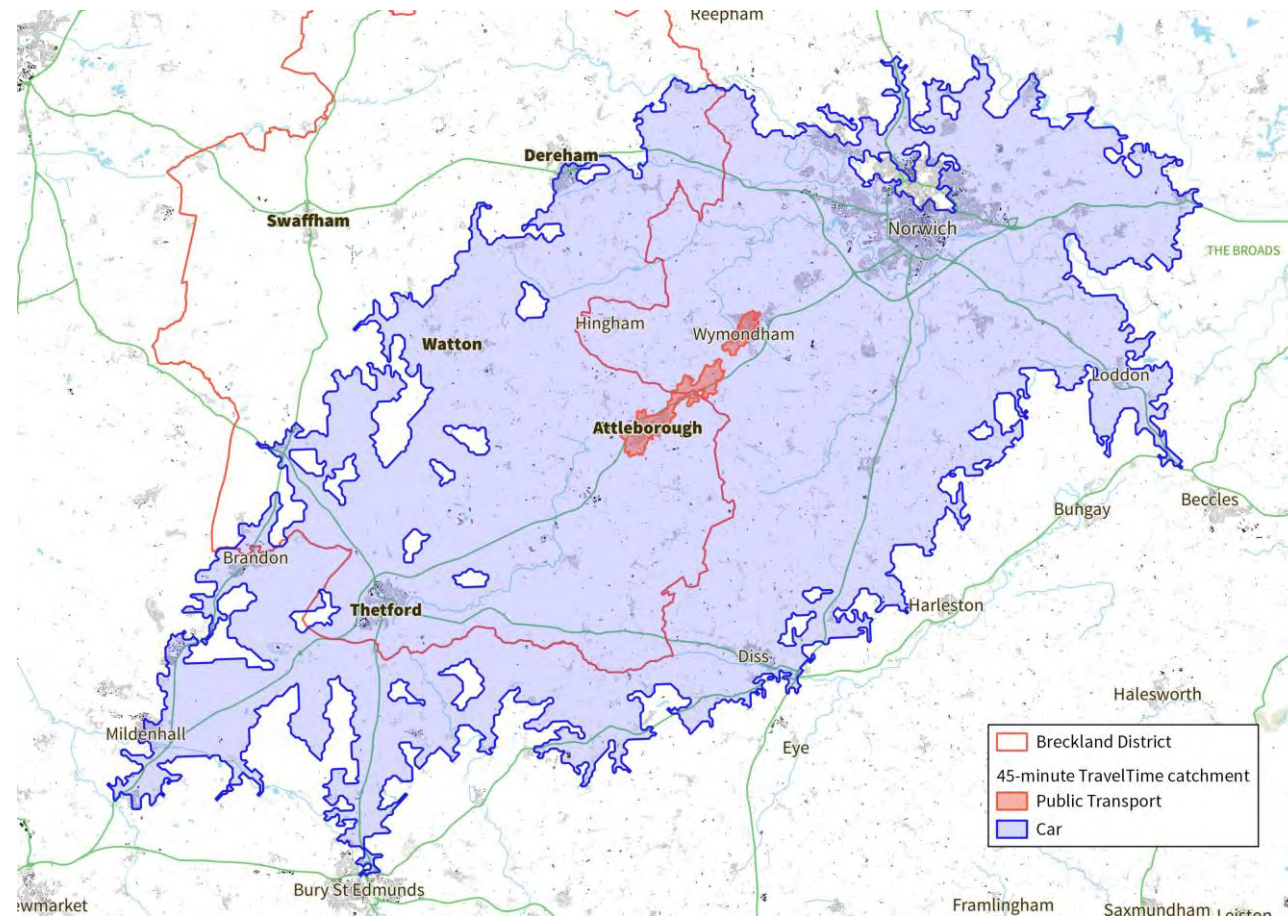 Reepham
Dereham
Swaffham
Norwich
THE BROADS
Hingham
Wymondham
Watton
Loddon
Attleborough
Beccles
Bungay
Brandon
Thetford
Harleston
Diss
Halesworth
Mildenhall
Eye
Breckland District
45-minute TravelTime catchment
Public Transport
Car
Bury St Edmunds
ewmarket
Framlingham
Saxmundham
Leiston